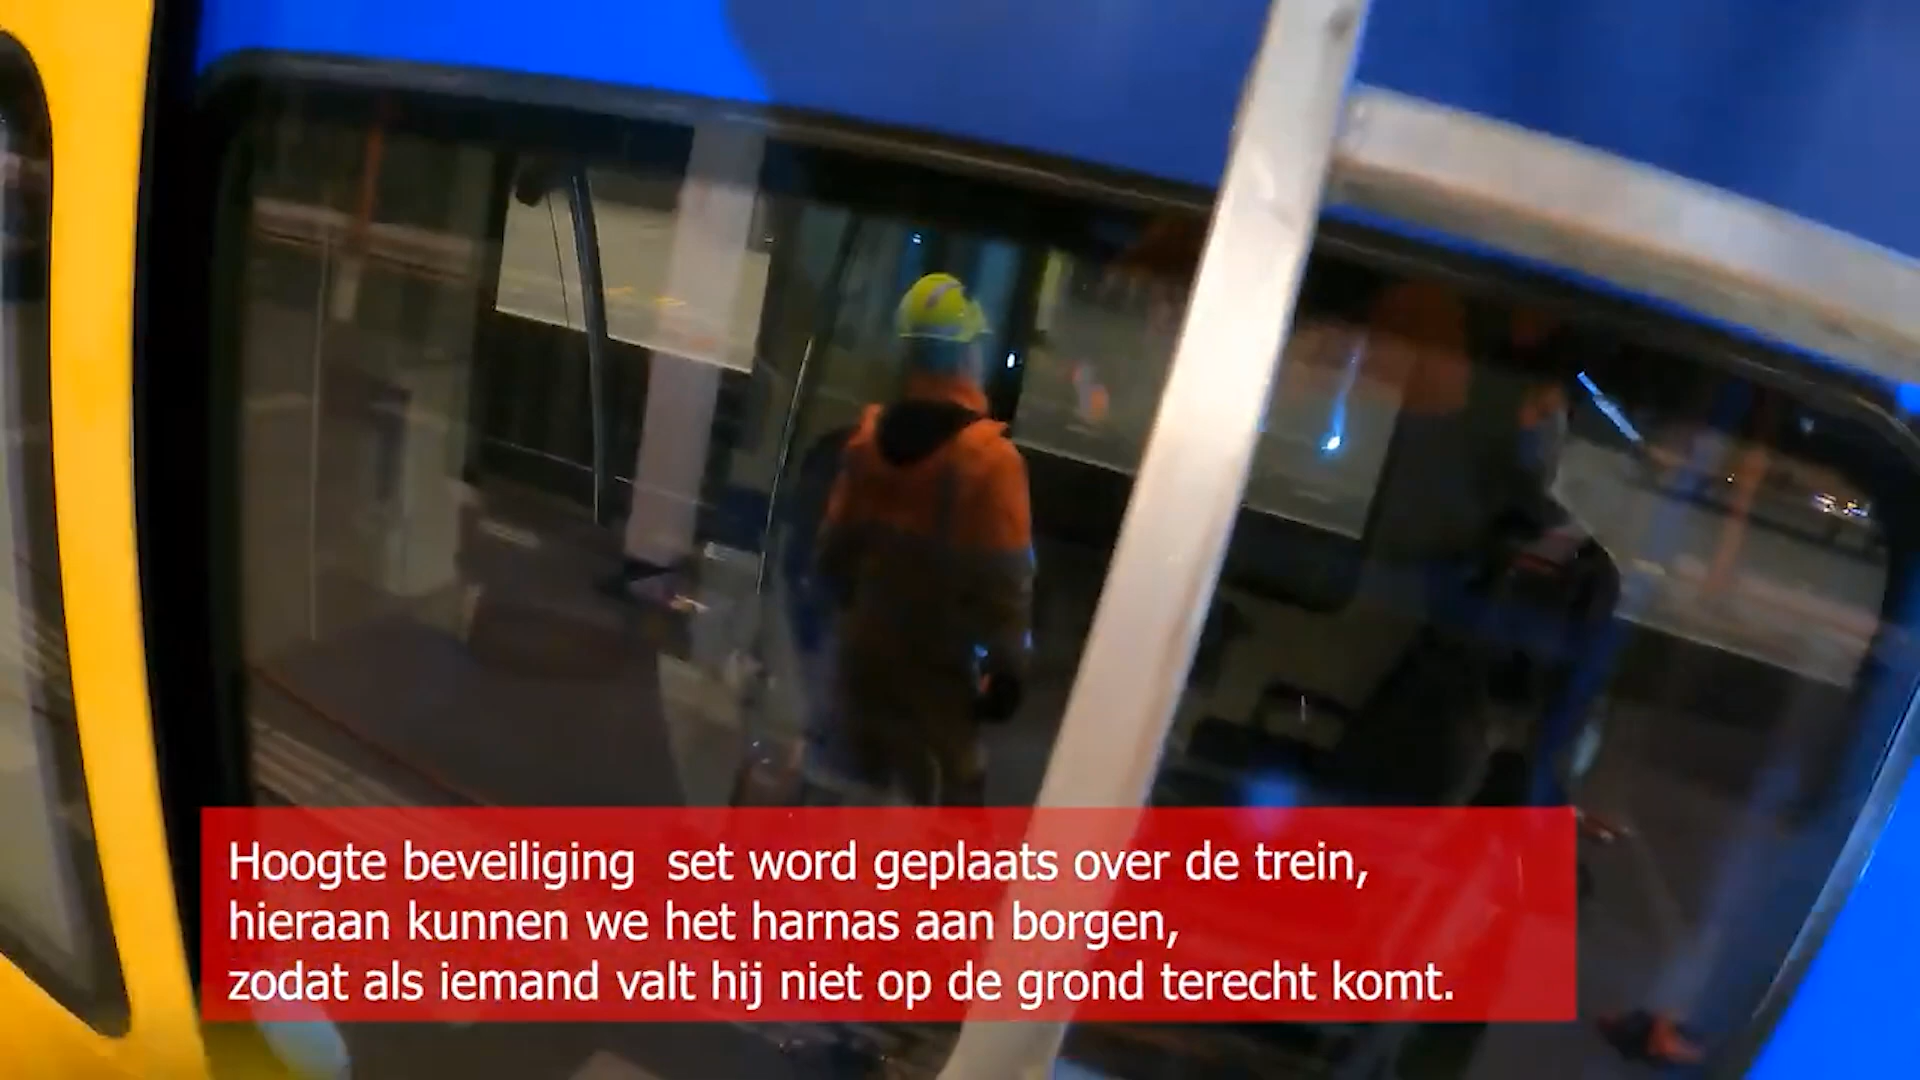 Hoogte beveiliging  set word geplaats over de trein,
hieraan kunnen we het harnas aan borgen,
zodat als iemand valt hij niet op de grond terecht komt.